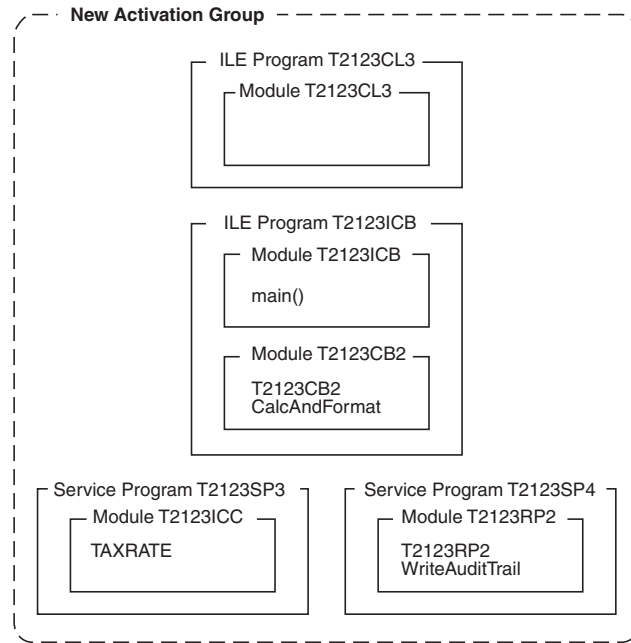 New Activation Group
ILE Program T2123CL3
Module T2123CL3
ILE Program T2123ICB
Module T2123ICB
main()
Module T2123CB2
T2123CB2
CalcAndFormat
Service Program T2123SP3
Module T2123ICC
TAXRATE
Service Program T2123SP4
Module T2123RP2
T2123RP2
WriteAuditTrail